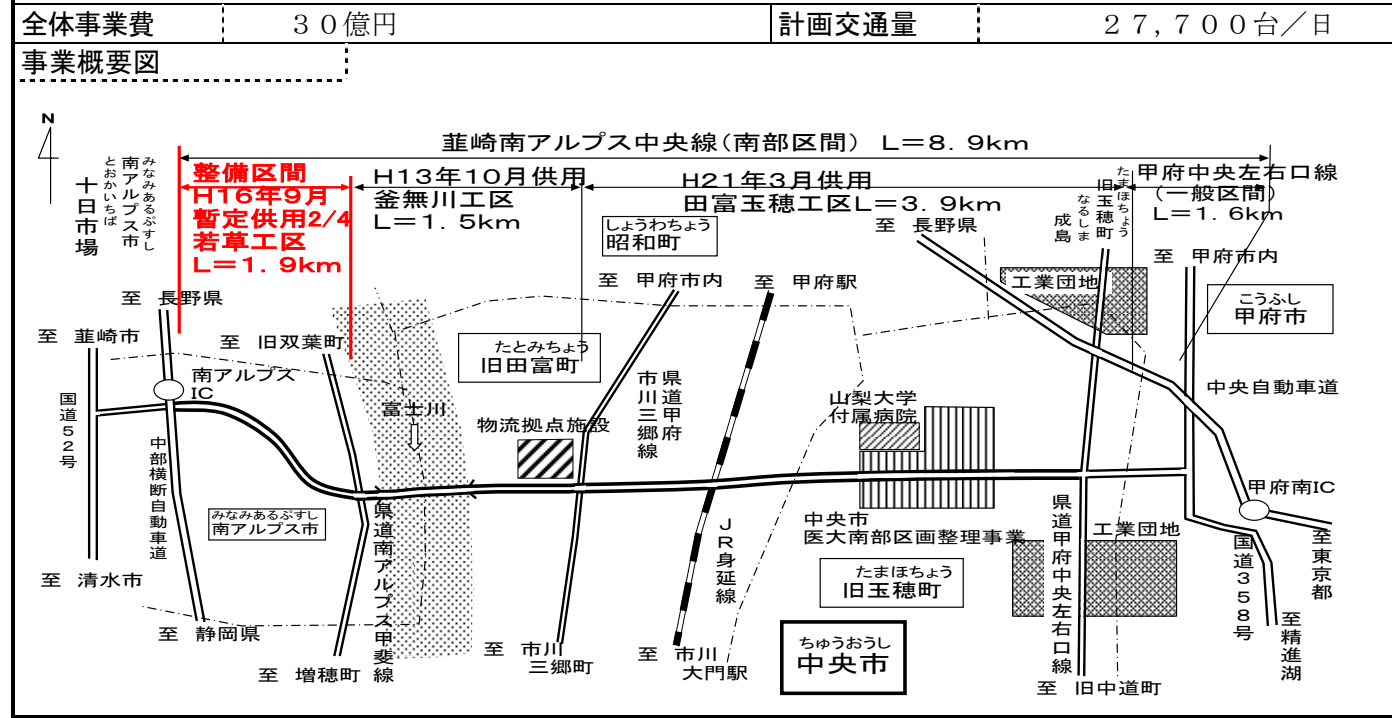 全体事業費 ３０億円 計画交通量 ２７,７００台／日
事業概要図
N
韮崎南アルプス中央線(南部区間) L=8.9km
みなみあるぷすし
南アルプス市
とおかいちば
十日市場
整備区間
H16年9月
暫定供用2/4
若草工区
L=1.9km
H13年10月供用
釜無川工区
L=1.5km
H21年3月供用
田富玉穂工区L=3.9km
たまほちょう
旧玉穂町
なるしま
成島
甲府中央左右口線
(一般区間)
L=1.6km
しょうわちょう
昭和町
至 長野県
至 甲府市内
至 甲府駅
工業団地
至 甲府市内
こうふし
甲府市
至 長野県
至 韮崎市
至 旧双葉町
たとみちょう
旧田富町
南アルプス
IC
国道52号
富士川
物流拠点施設
県道甲府
市川三郷線
山梨大学
付属病院
中央自動車道
中部横断自動車道
みなみあるぷすし
南アルプス市
県道南アルプス甲斐線
JR身延線
中央市
医大南部区画整理事業
県道甲府中央左右口線
工業団地
甲府南IC
国道358号
至東京都
至 清水市
たまほちょう
旧玉穂町
至 静岡県
至 増穂町
至 市川
三郷町
至 市川
大門駅
ちゅうおうし
中央市
至 旧中道町
至精進湖